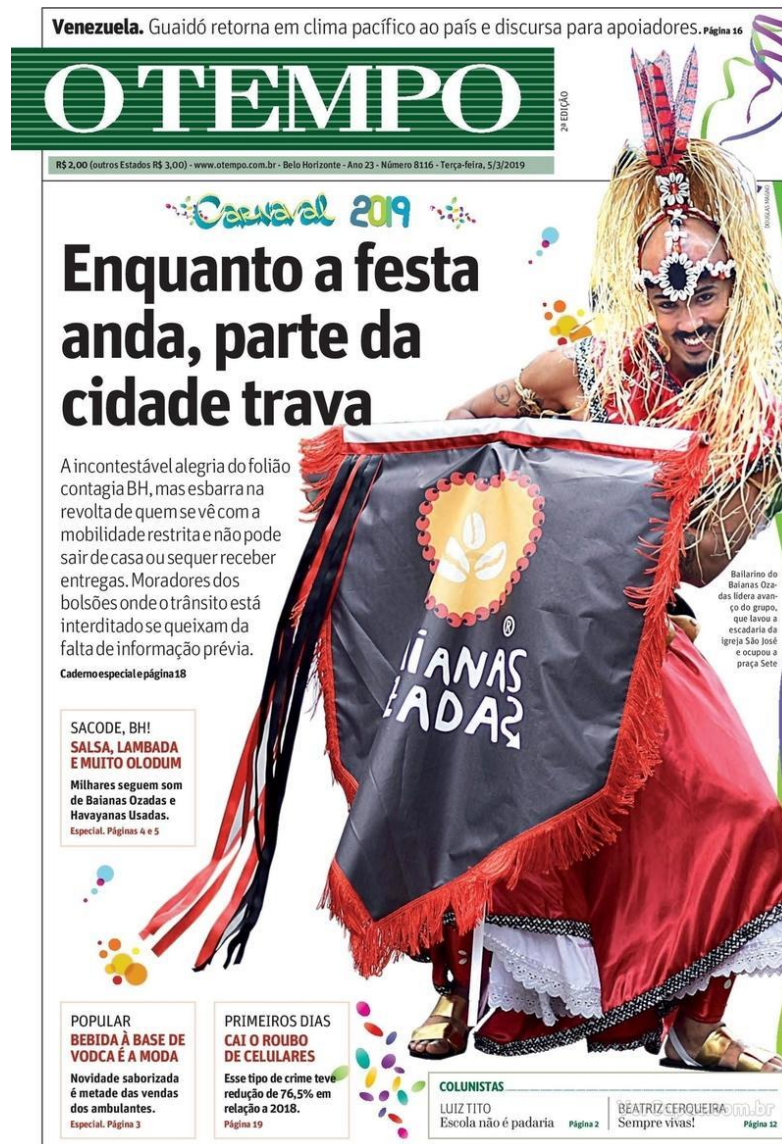 Venezuela. Guaidó retorna em clima pacífico ao país e discursa para apoiadores. Página 16
O TEMPO
2ª EDIÇÃO
R$ 2,00 (outros Estados R$ 3,00) - www.otempo.com.br - Belo Horizonte - Ano 23 - Número 8116 - Terça-feira, 5/3/2019
Carnaval 2019
DOUGLAS MAGNO
Enquanto a festa
anda, parte da
cidade trava
A incontestável alegria do folião
contagia BH, mas esbarra na
revolta de quem se vê com a
mobilidade restrita e não pode
sair de casa ou sequer receber
entregas. Moradores dos
bolsões onde o trânsito está
interditado se queixam da
falta de informação prévia.
Caderno especial e página 18
Bailarino do
Baianas Oza-
das lidera avan-
ço do grupo,
que lavou a
escadaria da
igreja São José
e ocupou a
praça Sete
®
AIANAS
ZADAS
SACODE, BH!
SALSA, LAMBADA
E MUITO OLODUM
Milhares seguem som
de Baianas Ozadas e
Havayanas Usadas.
Especial. Páginas 4 e 5
POPULAR
BEBIDA À BASE DE
VODCA É A MODA
Novidade saborizada
é metade das vendas
dos ambulantes.
Especial. Página 3
PRIMEIROS DIAS
CAI O ROUBO
DE CELULARES
Esse tipo de crime teve
redução de 76,5% em
relação a 2018.
Página 19
COLUNISTAS
LUIZ TITO
Escola não é padaria Página 2
BEATRIZ CERQUEIRA
Sempre vivas! Página 12